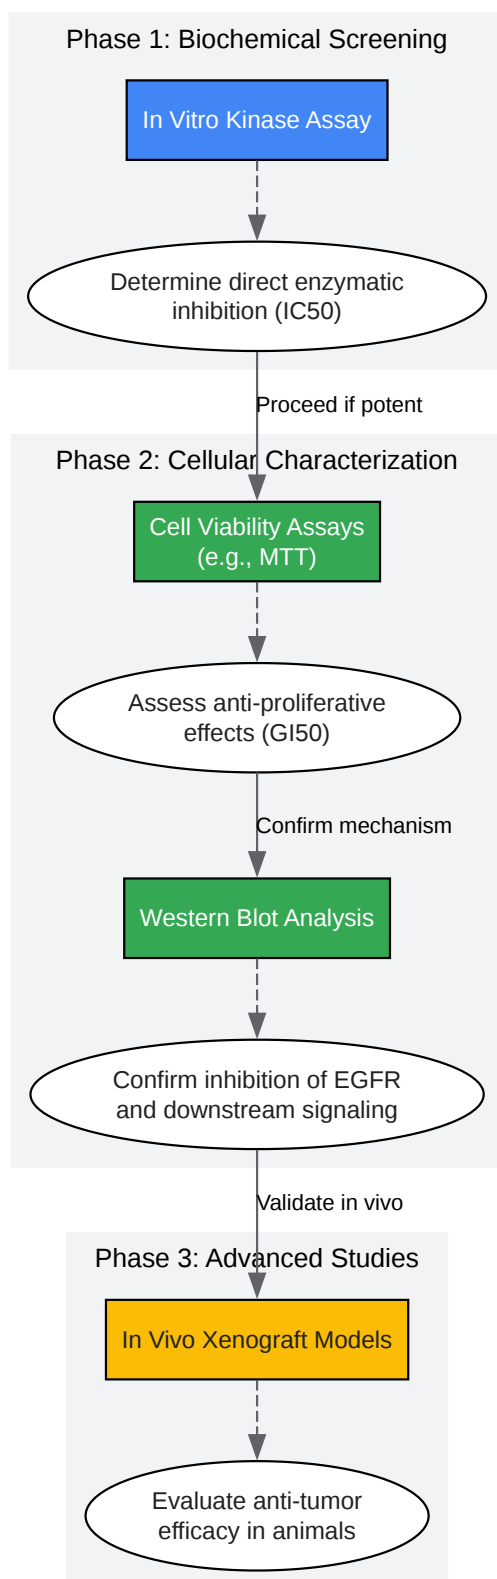 Phase 1: Biochemical Screening
In Vitro Kinase Assay
Determine direct enzymatic
inhibition (IC50)
Proceed if potent
Phase 2: Cellular Characterization
Cell Viability Assays
(e.g., MTT)
Assess anti-proliferative
effects (GI50)
Confirm mechanism
Western Blot Analysis
Confirm inhibition of EGFR
and downstream signaling
Validate in vivo
Phase 3: Advanced Studies
In Vivo Xenograft Models
Evaluate anti-tumor
efficacy in animals